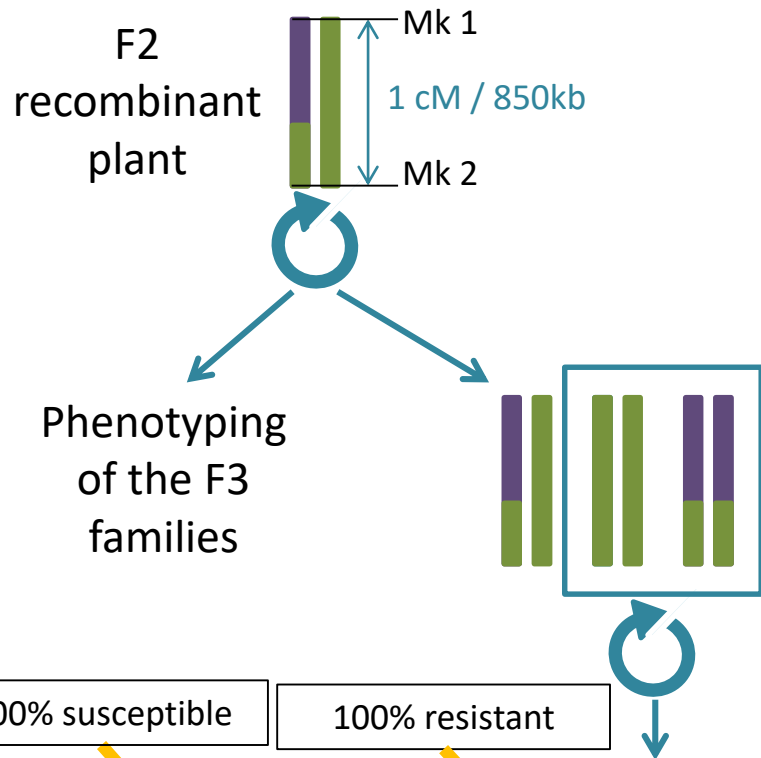 F2
recombinant
plant
Mk 1
1 cM / 850kb
Mk 2
Phenotyping
of the F3
families
00% susceptible
100% resistant